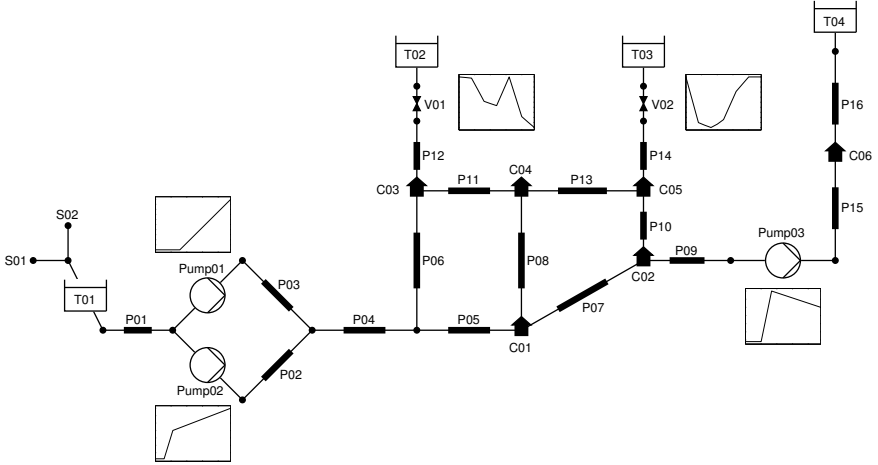 T04
T02
T03
V01
V02
P16
P12
P14
C06
P11
C04
P13
C03
C05
P15
S02
P10
Pump03
S01
Pump01
P06
P08
P09
C02
T01
P03
P07
P01
P04
P05
C01
P02
Pump02